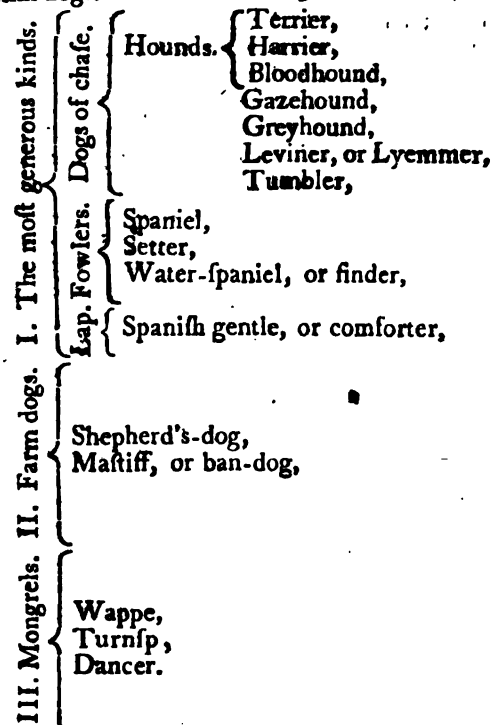 I. The moſt generous kinds.
Dogs of chaſe.
Hounds.
Terrier,
Harrier,
Bloodhound,
Gazehound,
Greyhound,
Leviner, or Lyemmer,
Tumbler,
Fowlers.
Spaniel,
Setter,
Water-ſpaniel, or finder,
Lap.
Spaniſh gentle, or comforter,
II. Farm dogs.
Shepherd's-dog,
Maſtiff, or ban-dog,
III. Mongrels.
Wappe,
Turnſp,
Dancer.